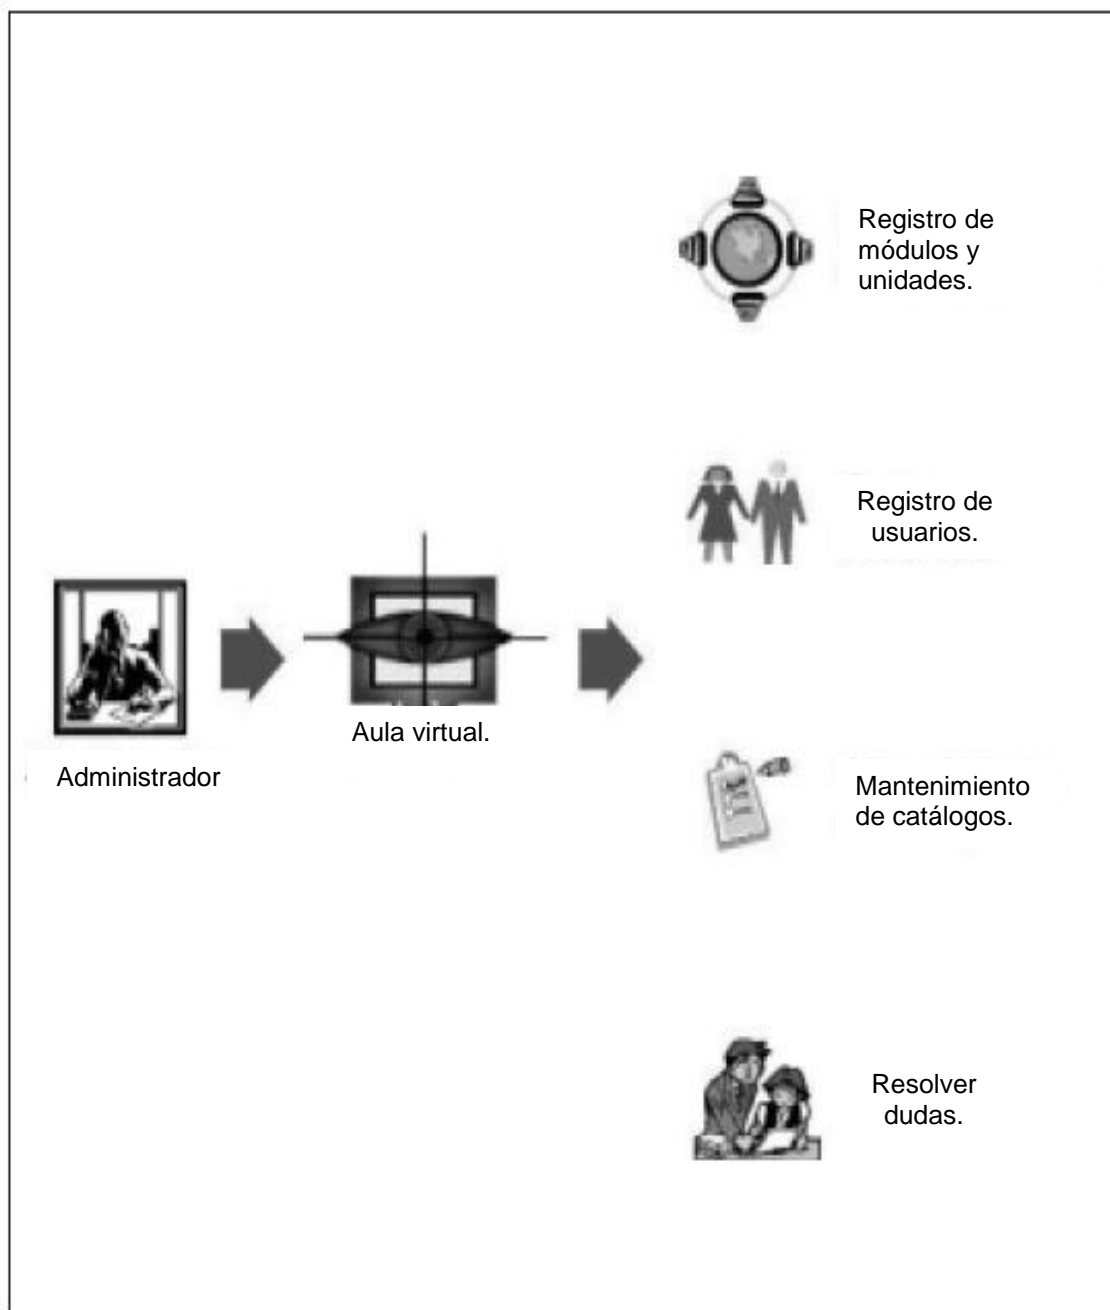 Registro de
módulos y
unidades.
Registro de
usuarios.
Aula virtual.
Administrador
Mantenimiento
de catálogos.
Resolver
dudas.